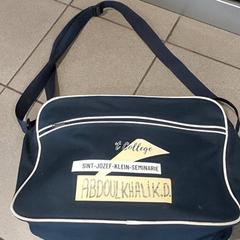 't College
SINT-JOZEF-KLEIN-SEMINARIE
ABDOULKHALIK.D.